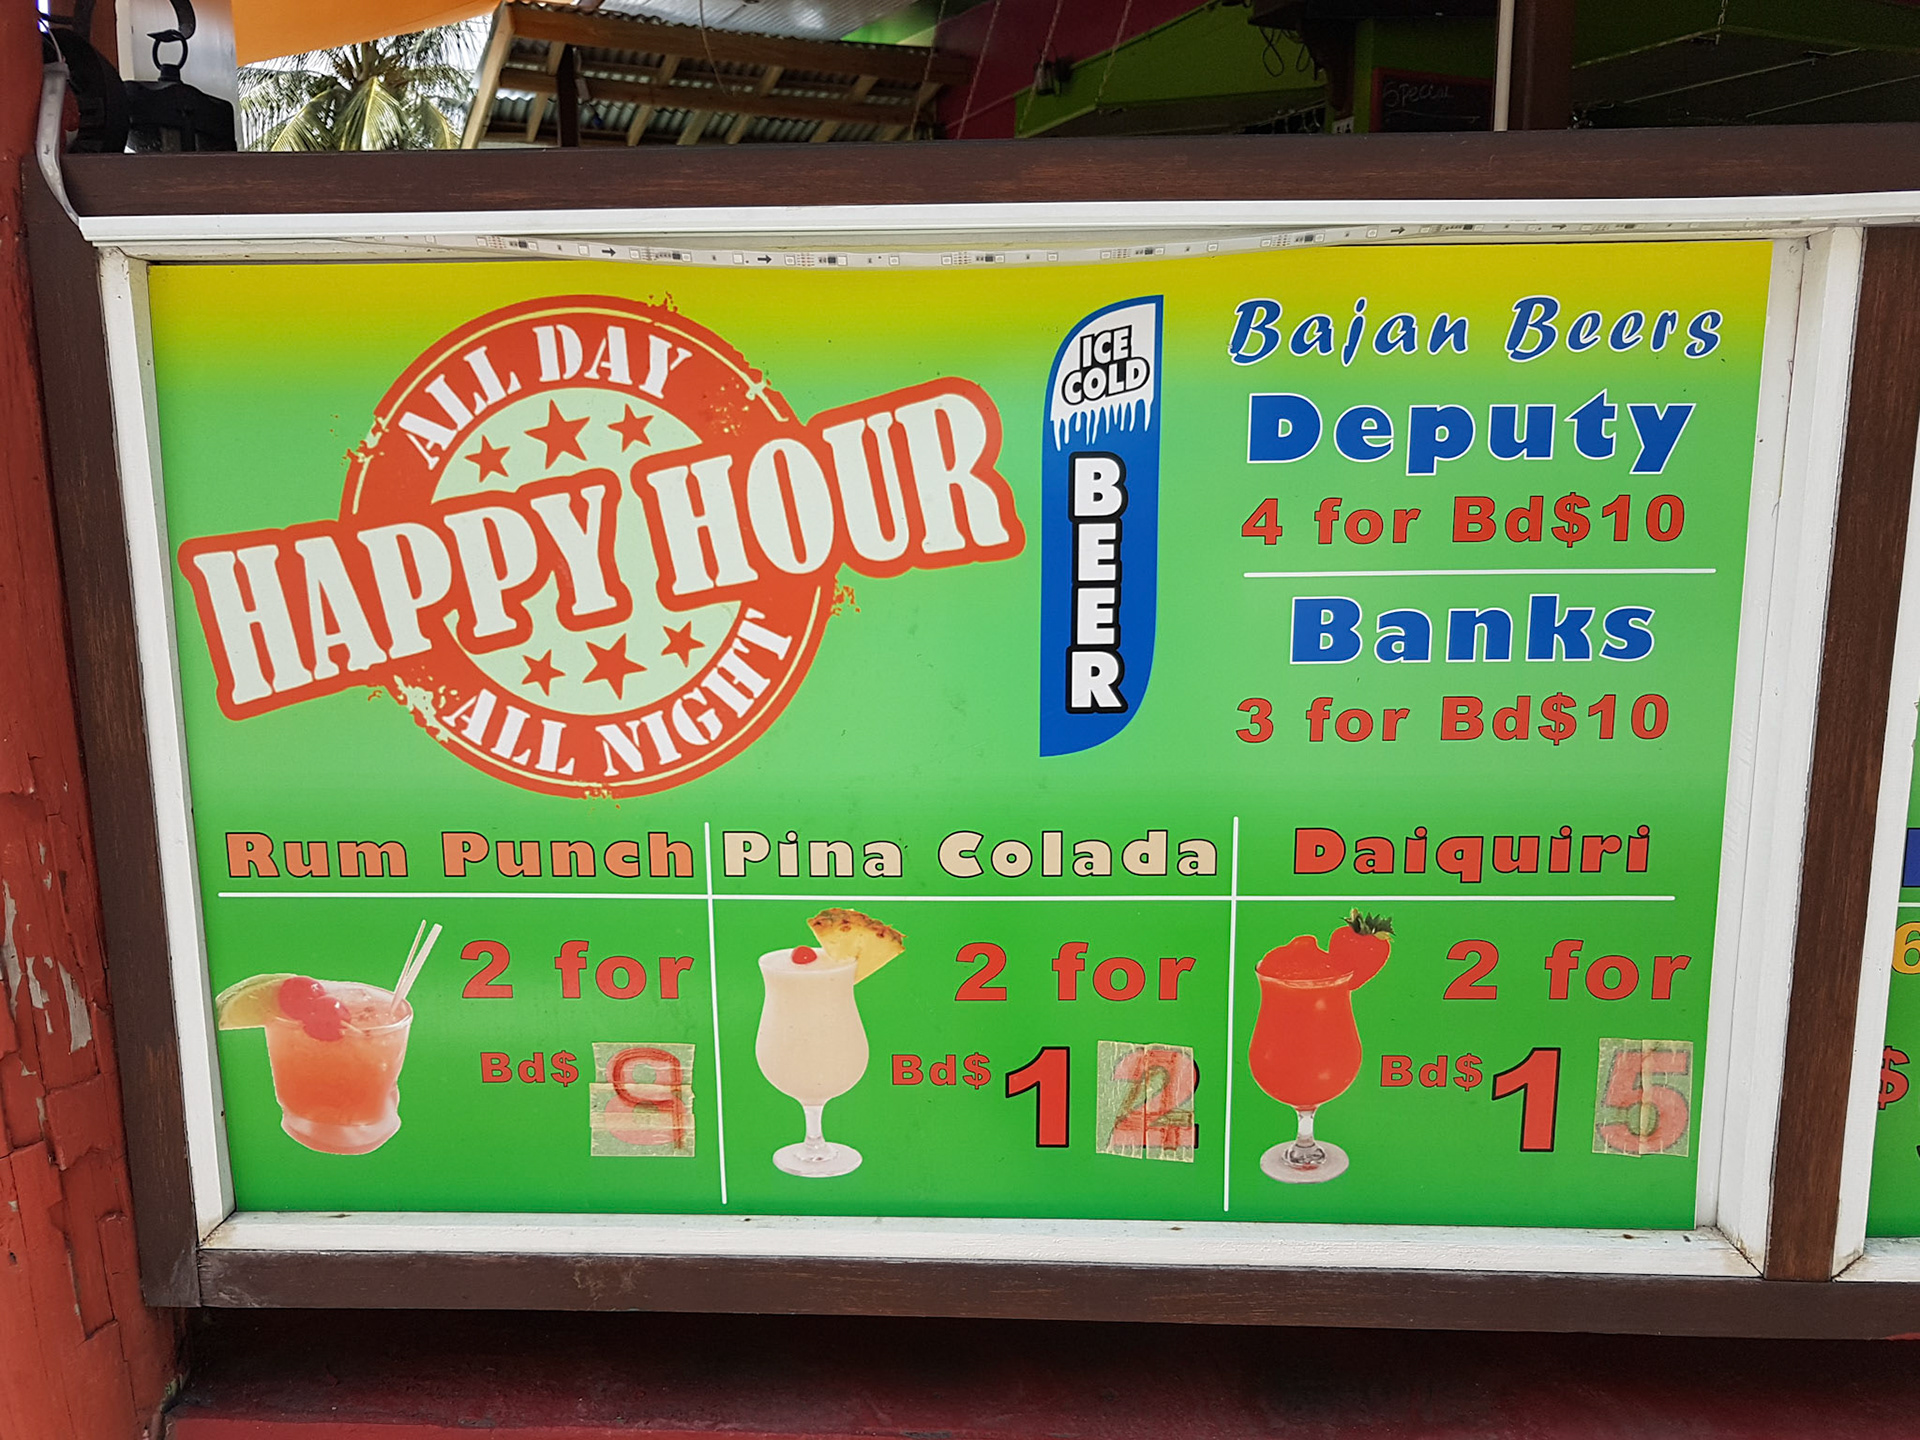 Special
ALL DAY
HAPPY HOUR
ALL NIGHT
ICE
COLD
BEER
Bajan Beers
Deputy
4 for Bd$10
Banks
3 for Bd$10
Rum Punch
2 for
Bd$ 9
Pina Colada
2 for
Bd$ 12
Daiquiri
2 for
Bd$ 15
6
$